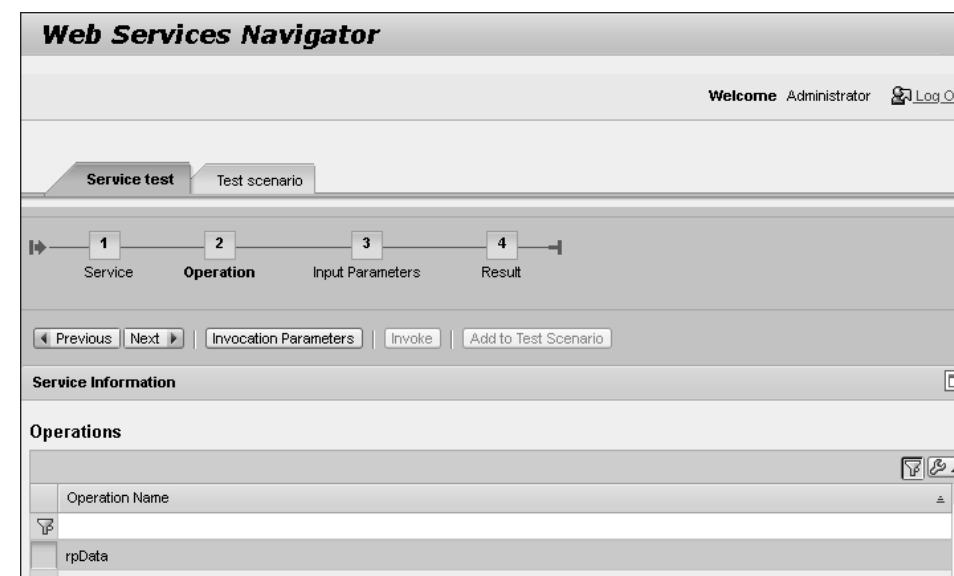 Web Services Navigator
Welcome Administrator Log O
Service test Test scenario
1 2 3 4
Service Operation Input Parameters Result
Previous Next Invocation Parameters Invoke Add to Test Scenario
Service Information
Operations
Operation Name
rpData